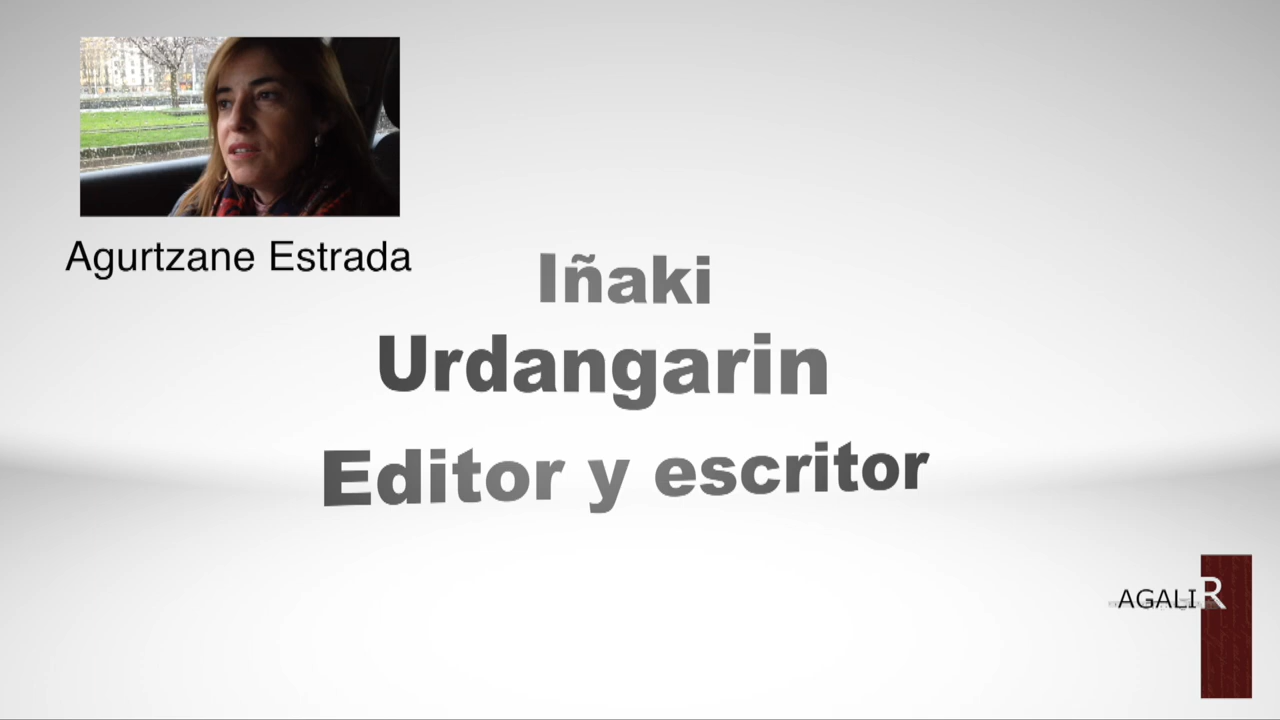 Agurtzane Estrada
Iñaki
Urdangarin
Editor y escritor
AGALIR